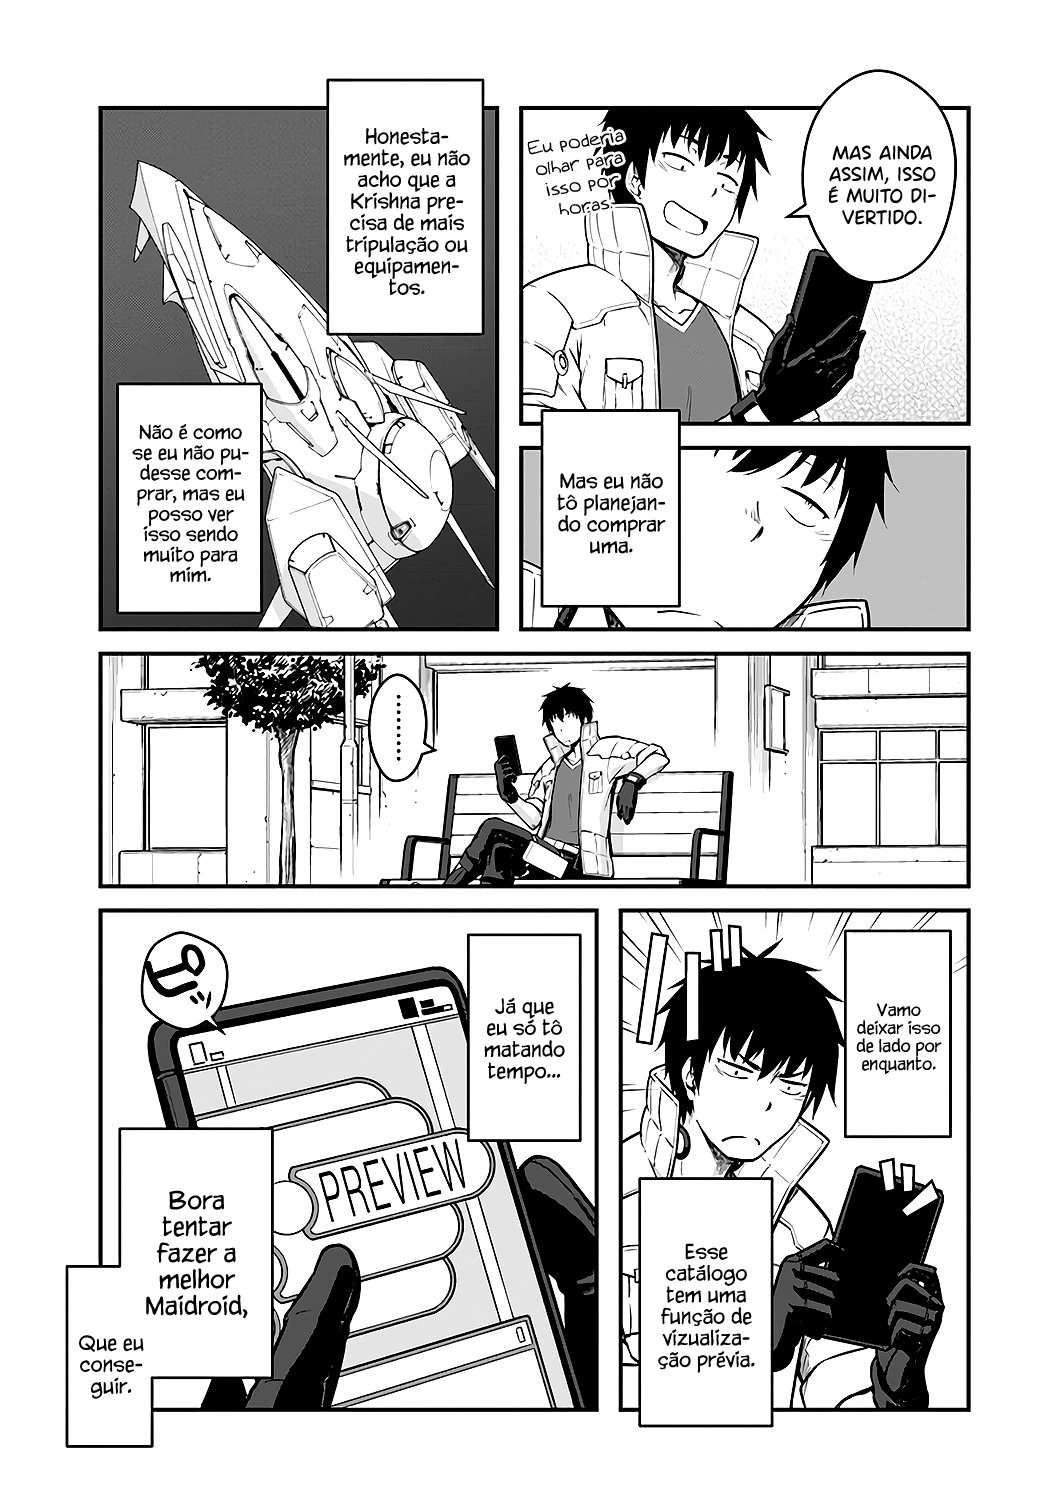 MAS AINDA
ASSIM, ISSO
É MUITO DI-
VERTIDO.
Eu poderia
olhar para
isso por
horas.
Mas eu não
tô planejan-
do comprar
uma.
Honesta-
mente, eu não
acho que a
Krishna pre-
cisa de mais
tripulação ou
equipamen-
tos.
Não é como
se eu não pu-
desse com-
prar, mas eu
posso ver
isso sendo
muito para
mim.
.........
Vamo
deixar isso
de lado por
enquanto.
Esse
catálogo
tem uma
função de
vizualiza-
ção prévia.
Já que
eu só tô
matando
tempo...
ピッ
PREVIEW
Bora
tentar
fazer a
melhor
Maidroid,
Que eu
conse-
guir.